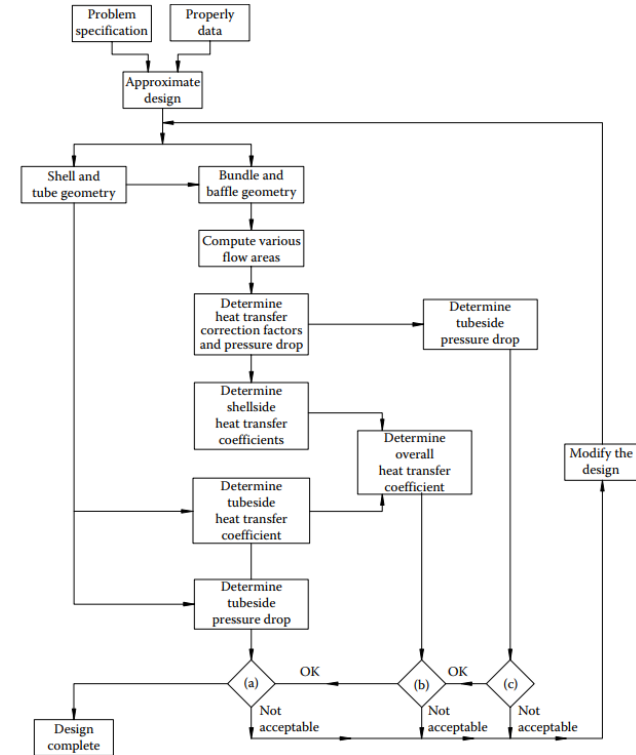 Problem
specification
Properly
data
Approximate
design
Shell and
tube geometry
Bundle and
baffle geometry
Compute various
flow areas
Determine
heat transfer
correction factors
and pressure drop
Determine
tubeside
pressure drop
Determine
shellside
heat transfer
coefficients
Determine
overall
heat transfer
coefficient
Modify the
design
Determine
tubeside
heat transfer
coefficient
Determine
tubeside
pressure drop
(a)
OK
(b)
OK
(c)
Not
acceptable
Not
acceptable
Not
acceptable
Design
complete